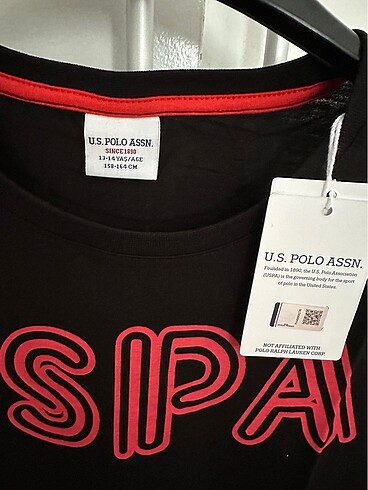 U.S. POLO ASSN.
SINCE 1890
13-14 YAŞ/AGE
158-164 CM
U.S. POLO ASSN.
Founded in 1890, the U.S. Polo Association
(USPA) is the governing body for the sport
of polo in the United States.
NOT AFFILIATED WITH
POLO RALPH LAUREN CORP.
SPA